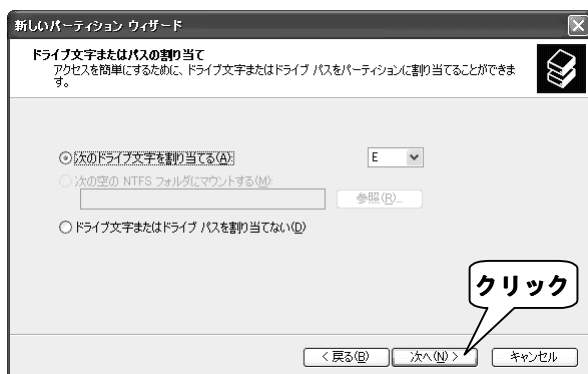 新しいパーティション ウィザード
ドライブ文字またはパスの割り当て
アクセスを簡単にするために、ドライブ文字またはドライブ パスをパーティションに割り当てることができま
す。
次のドライブ文字を割り当てる(A):
E
次の空の NTFS フォルダにマウントする(M):
参照(R)...
ドライブ文字またはドライブ パスを割り当てない(D)
クリック
< 戻る(B)
次へ(N) >
キャンセル